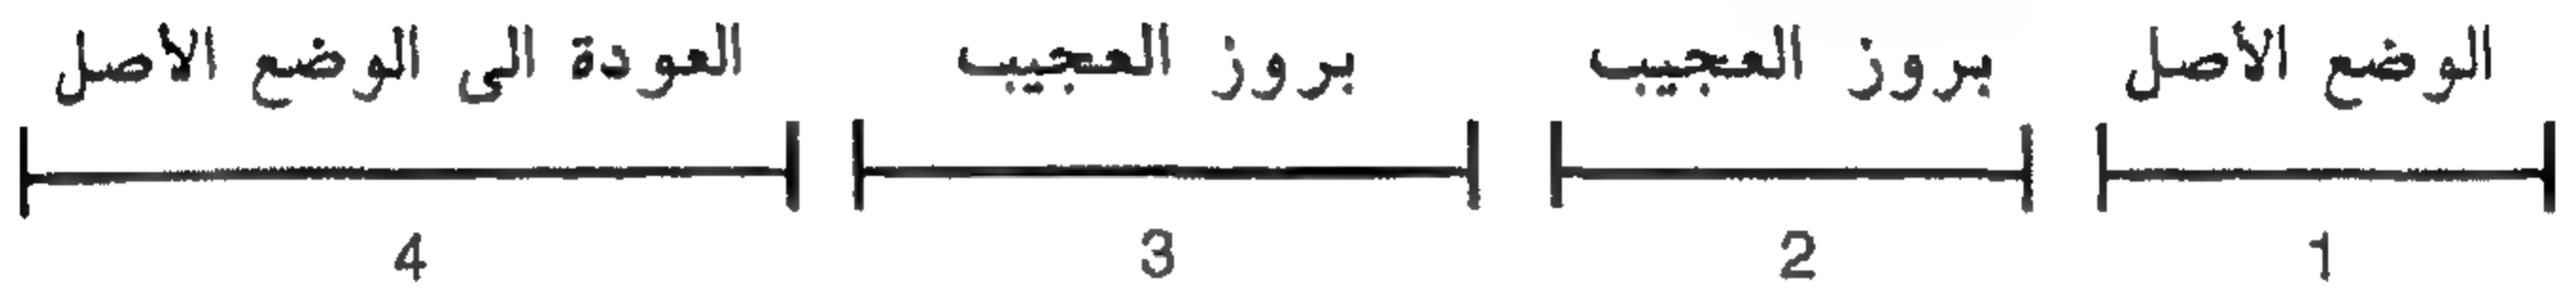 الوضع الأصل بروز العجيب بروز العجيب العودة الى الوضع الاصل
1 2 3 4